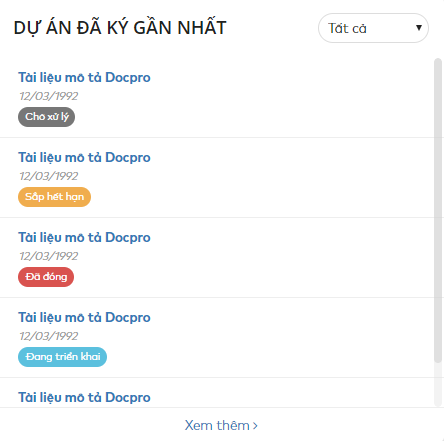 DỰ ÁN ĐÃ KÝ GẦN NHẤT
Tất cả
Tài liệu mô tả Docpro
12/03/1992
Chờ xử lý
Tài liệu mô tả Docpro
12/03/1992
Sắp hết hạn
Tài liệu mô tả Docpro
12/03/1992
Đã đóng
Tài liệu mô tả Docpro
12/03/1992
Đang triển khai
Tài liệu mô tả Docpro
Xem thêm